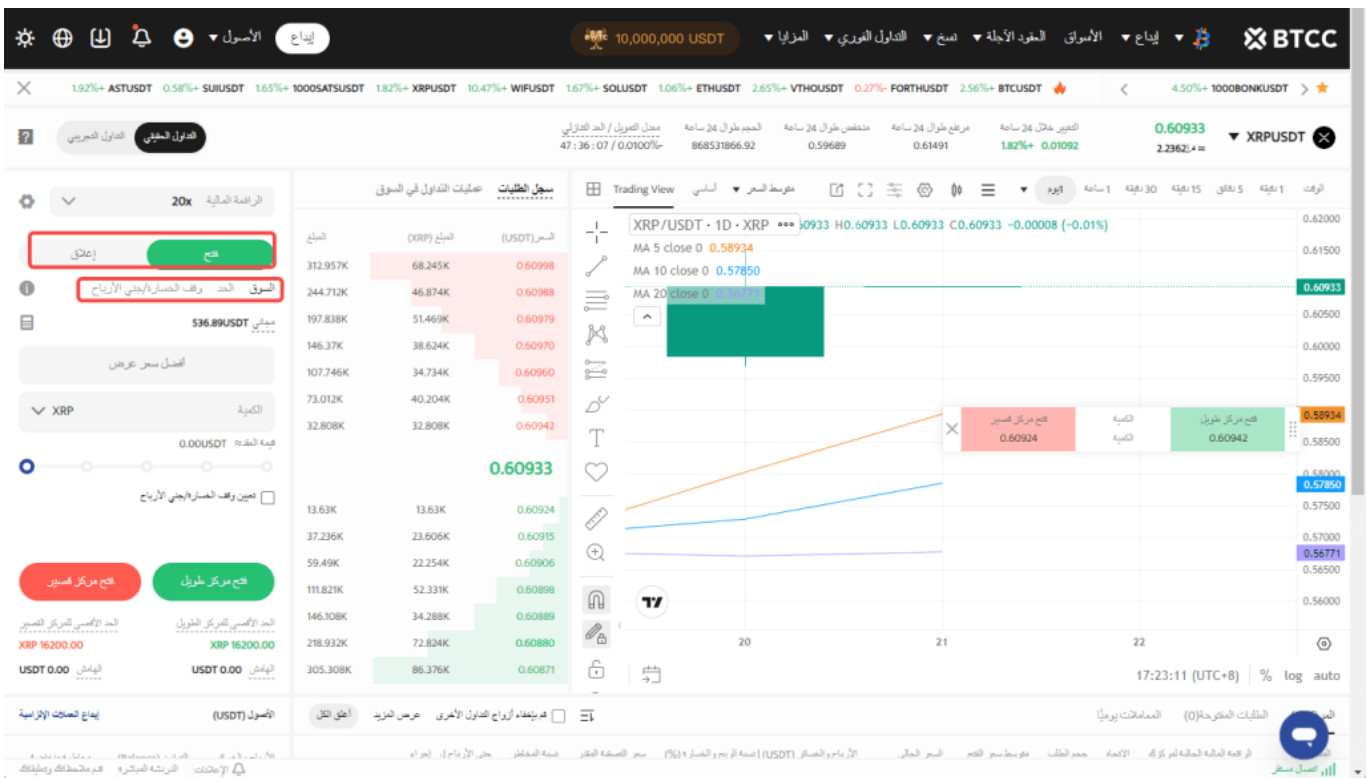 BTCC
إيداع
الأسواق
العقود الآجلة
نسخ
التداول الفوري
المزايا
10,000,000 USDT
إيداع
الأصول
4.50%+ 1000BONKUSDT
2.56%+ BTCUSDT
0.27%- FORTHUSDT
2.65%+ VTHOUSDT
1.06%+ ETHUSDT
1.67%+ SOLUSDT
10.47%+ WIFUSDT
1.82%+ XRPUSDT
1.65%+ 1000SATSUSDT
0.58%+ SUIUSDT
1.92%+ ASTUSDT
XRPUSDT
0.60933
التغيير خلال 24 ساعة
1.82%+ 0.01092
مرتفع طوال 24 ساعة
0.61491
منخفض طوال 24 ساعة
0.59689
الحجم طوال 24 ساعة
868531866.92
معدل التمويل / العد التنازلي
47 : 36 : 07 / 0.0100%-
التداول الحقيقي
التداول التجريبي
الوقت
1 دقيقة
5 دقائق
15 دقيقة
30 دقيقة
1 ساعة
1يوم
متوسط السعر
أساسي
Trading View
XRP/USDT · 1D · XRP
60933 H0.60933 L0.60933 C0.60933 −0.00008 (−0.01%)
MA 5 close 0 0.58934
MA 10 close 0 0.57850
MA 20 close 0 0.56771
0.62000
0.61500
0.60933
0.60500
0.60000
0.59500
0.58934
0.58500
0.58000
0.57850
0.57500
0.57000
0.56771
0.56500
0.56000
فتح مركز طويل
0.60942
الكمية
الكمية
فتح مركز قصير
0.60924
20
21
22
17:23:11 (UTC+8)
%
log
auto
سجل الطلبات
عمليات التداول في السوق
السعر(USDT)
المبلغ (XRP)
المبلغ
0.60998 68.245K 312.957K
0.60988 46.874K 244.712K
0.60979 51.469K 197.838K
0.60970 38.624K 146.37K
0.60960 34.734K 107.746K
0.60951 40.204K 73.012K
0.60942 32.808K 32.808K
0.60933
0.60924 13.63K 13.63K
0.60915 23.606K 37.236K
0.60906 22.254K 59.49K
0.60898 52.331K 111.821K
0.60889 34.288K 146.108K
0.60880 72.824K 218.932K
0.60871 86.376K 305.308K
الرافعة المالية 20x
فتح
إغلاق
السوق
الحد
وقف الخسارة/جني الأرباح
مجاني 536.89USDT
أفضل سعر عرض
الكمية
XRP
0.00USDT
تعيين وقف الخسارة/جني الأرباح
فتح مركز طويل
فتح مركز قصير
الحد الأقصى للمركز الطويل
الحد الأقصى للمركز القصير
XRP 16200.00
XRP 16200.00
الهامش USDT 0.00
الهامش USDT 0.00
الطلبات المفتوحة(0)
المعاملات يوميًا
قم بإخفاء أزواج التداول الأخرى
عرض المزيد
أغلق الكل
الأصول (USDT)
إيداع العملات الإلزامية
السعر الحالي
متوسط سعر الفتح
حجم الطلب
الاتجاه
الإعلانات